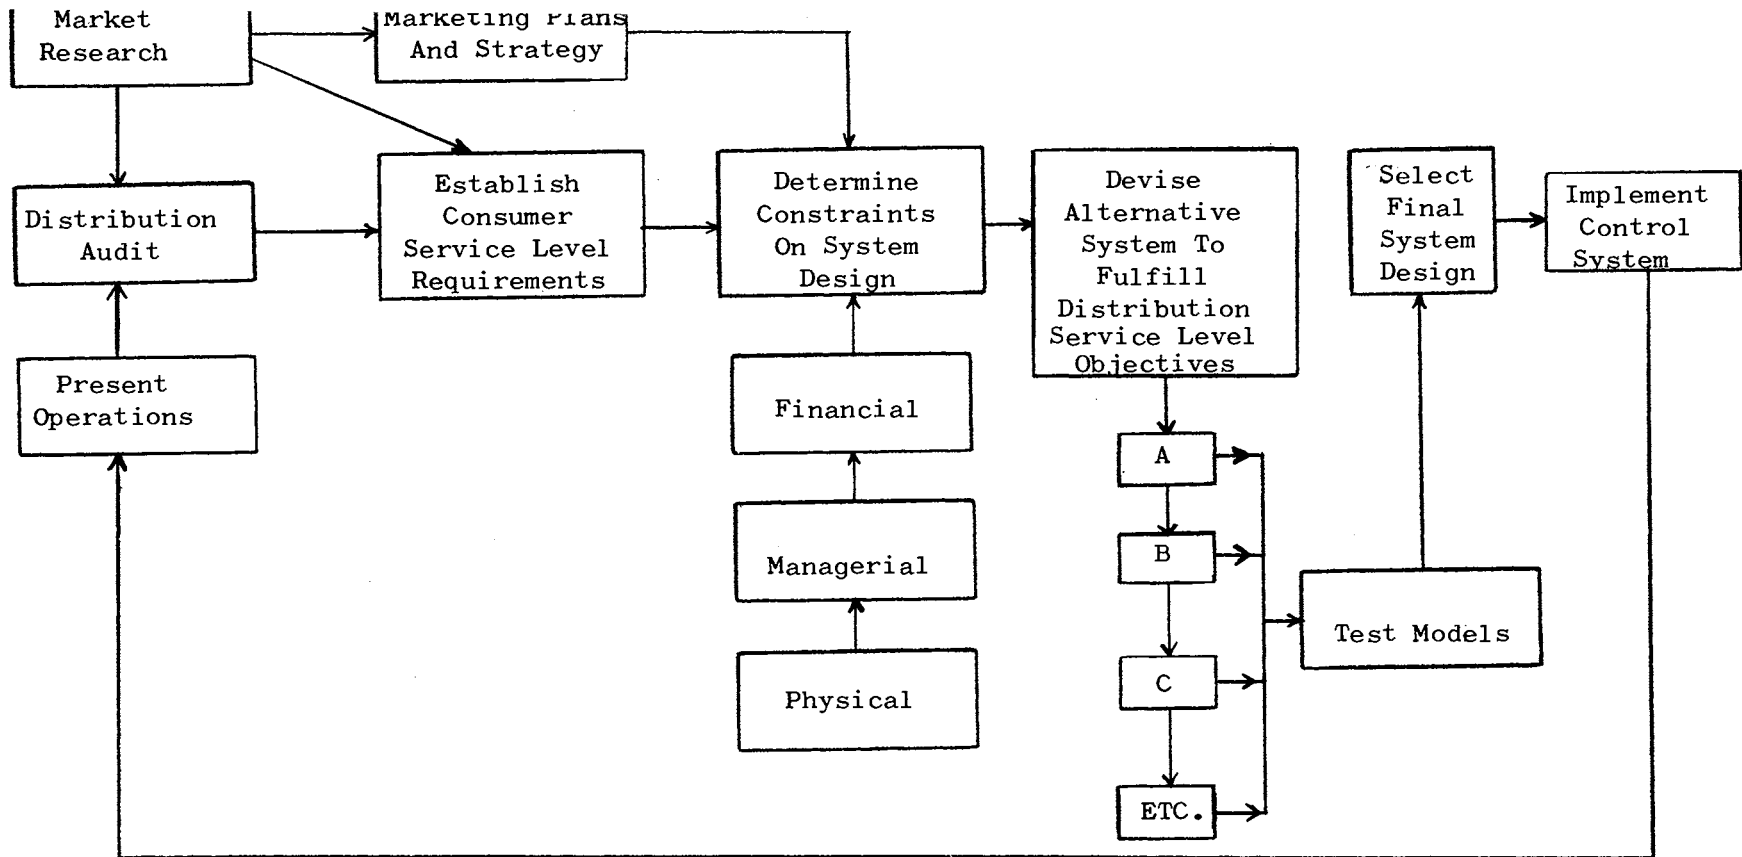 Market
Research
Marketing Plans
And Strategy
Distribution
Audit
Establish
Consumer
Service Level
Requirements
Determine
Constraints
On System
Design
Devise
Alternative
System To
Fulfill
Distribution
Service Level
Objectives
Select
Final
System
Design
Implement
Control
System
Present
Operations
Financial
Managerial
Physical
A
B
C
ETC.
Test Models